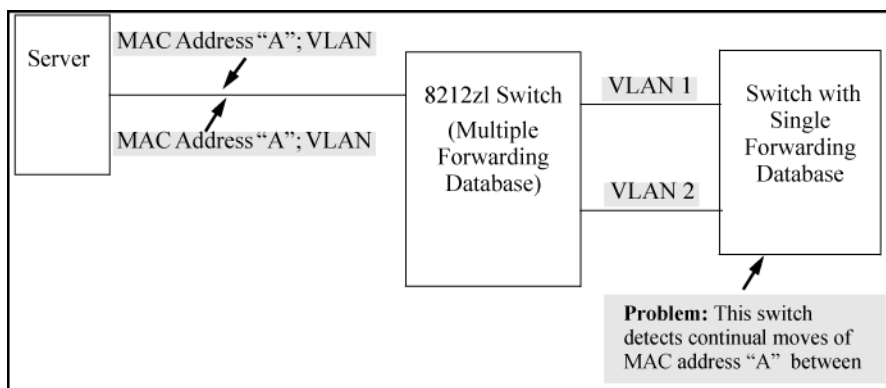 Server
MAC Address “A”; VLAN
MAC Address “A”; VLAN
8212zl Switch
(Multiple
Forwarding
Database)
VLAN 1
VLAN 2
Switch with
Single
Forwarding
Database
Problem: This switch
detects continual moves of
MAC address “A” between